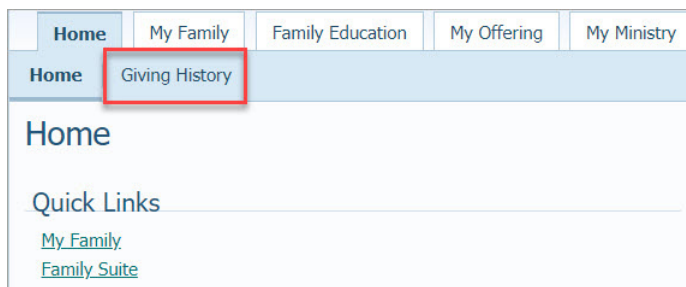 Home My Family Family Education My Offering My Ministry
Home Giving History
Home
Quick Links
My Family
Family Suite